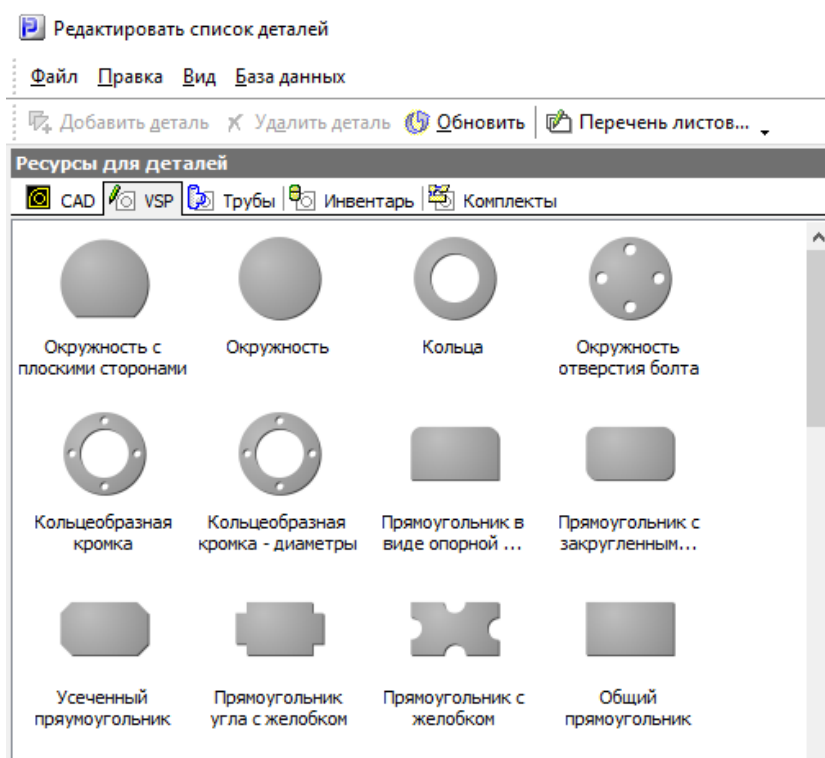 Редактировать список деталей
Файл Правка Вид База данных
Добавить деталь Удалить деталь Обновить Перечень листов...
Ресурсы для деталей
CAD VSP Трубы Инвентарь Комплекты
Окружность с
плоскими сторонами
Окружность
Кольца
Окружность
отверстия болта
Кольцеобразная
кромка
Кольцеобразная
кромка - диаметры
Прямоугольник в
виде опорной ...
Прямоугольник с
закругленным...
Усеченный
пряумоугольник
Прямоугольник
угла с желобком
Прямоугольник с
желобком
Общий
прямоугольник